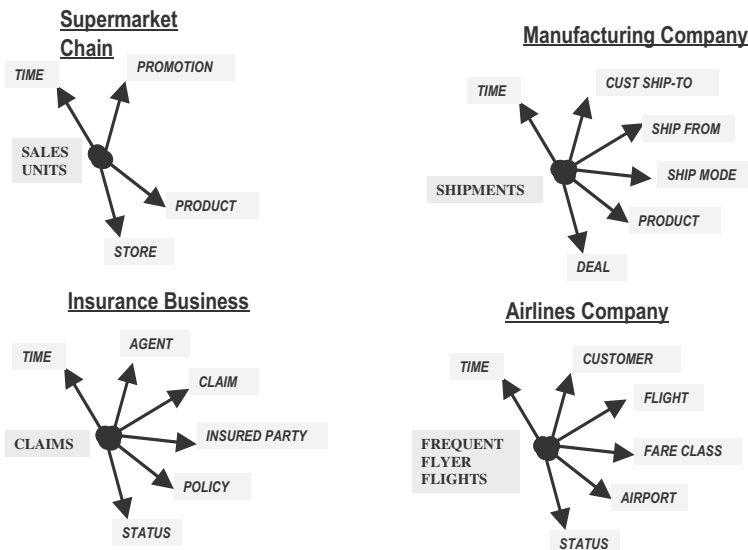 Supermarket
Chain
TIME
PROMOTION
SALES
UNITS
PRODUCT
STORE
Manufacturing Company
TIME
CUST SHIP-TO
SHIP FROM
SHIP MODE
SHIPMENTS
PRODUCT
DEAL
Insurance Business
TIME
AGENT
CLAIM
CLAIMS
INSURED PARTY
POLICY
STATUS
Airlines Company
TIME
CUSTOMER
FLIGHT
FREQUENT
FLYER
FLIGHTS
FARE CLASS
AIRPORT
STATUS